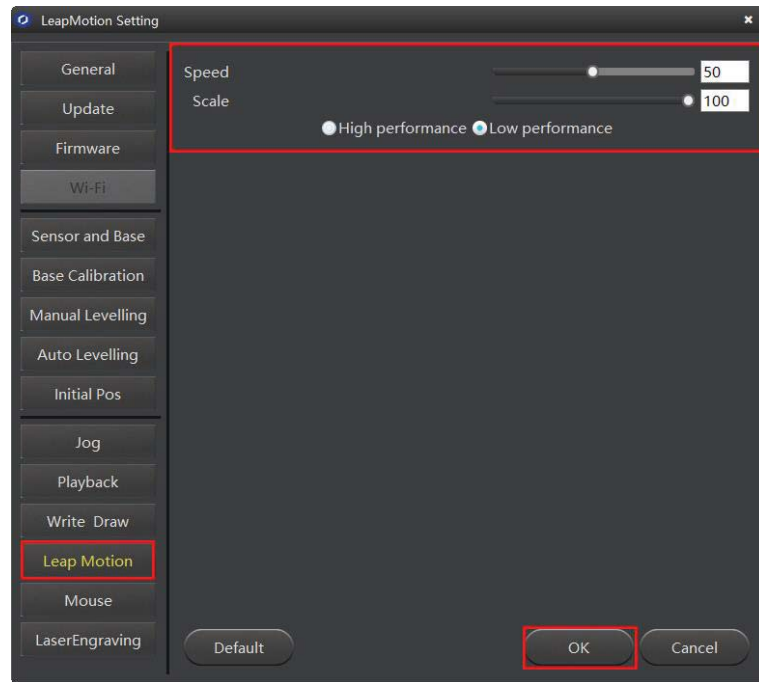 LeapMotion Setting
General
Update
Firmware
Wi-Fi
Sensor and Base
Base Calibration
Manual Levelling
Auto Levelling
Initial Pos
Jog
Playback
Write Draw
Leap Motion
Mouse
LaserEngraving
Speed 50
Scale 100
High performance Low performance
Default OK Cancel